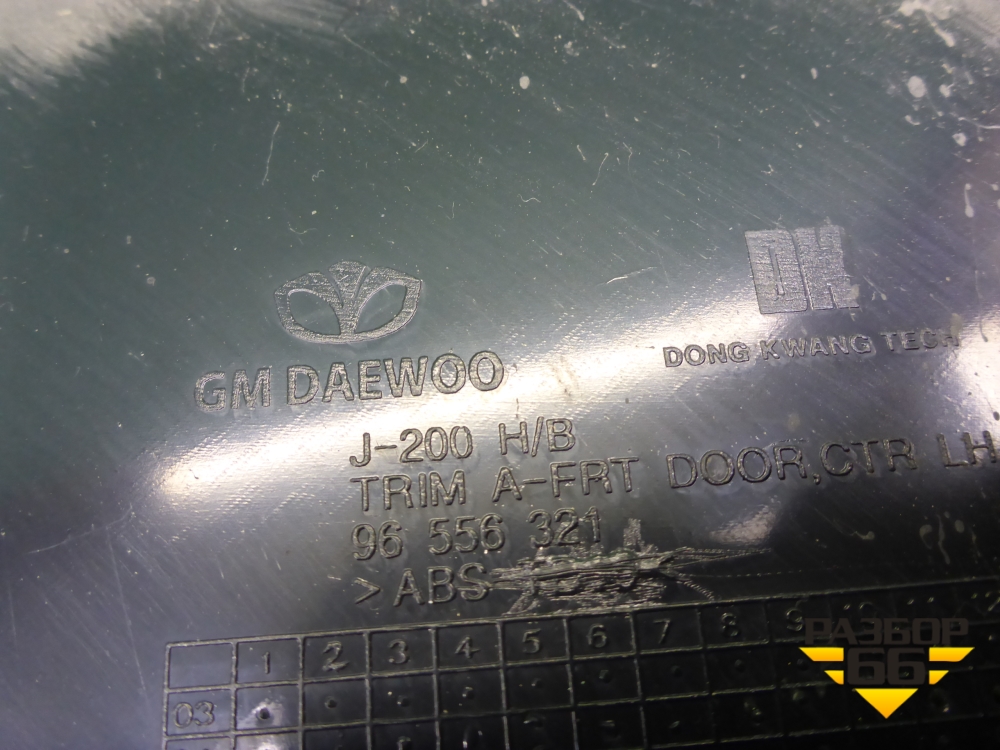 DK
GM DAEWOO
DONG KWANG TECH
J-200 H/B
TRIM A-FRT DOOR,CTR LH
96 556 321
>ABS
1 2 3 4 5 6 7 8 9
03
РАЗБОР
66